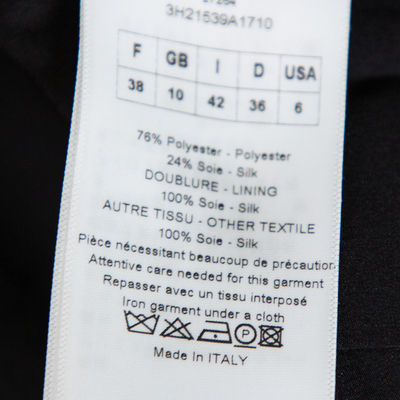 3H21539A1710
F GB I D USA
38 10 42 36 6
76% Polyester - Polyester
24% Soie - Silk
DOUBLURE - LINING
100% Soie - Silk
AUTRE TISSU - OTHER TEXTILE
100% Soie - Silk
Pièce nécessitant beaucoup de précaution
Attentive care needed for this garment
Repasser avec un tissu interposé
Iron garment under a cloth
P
Made In ITALY